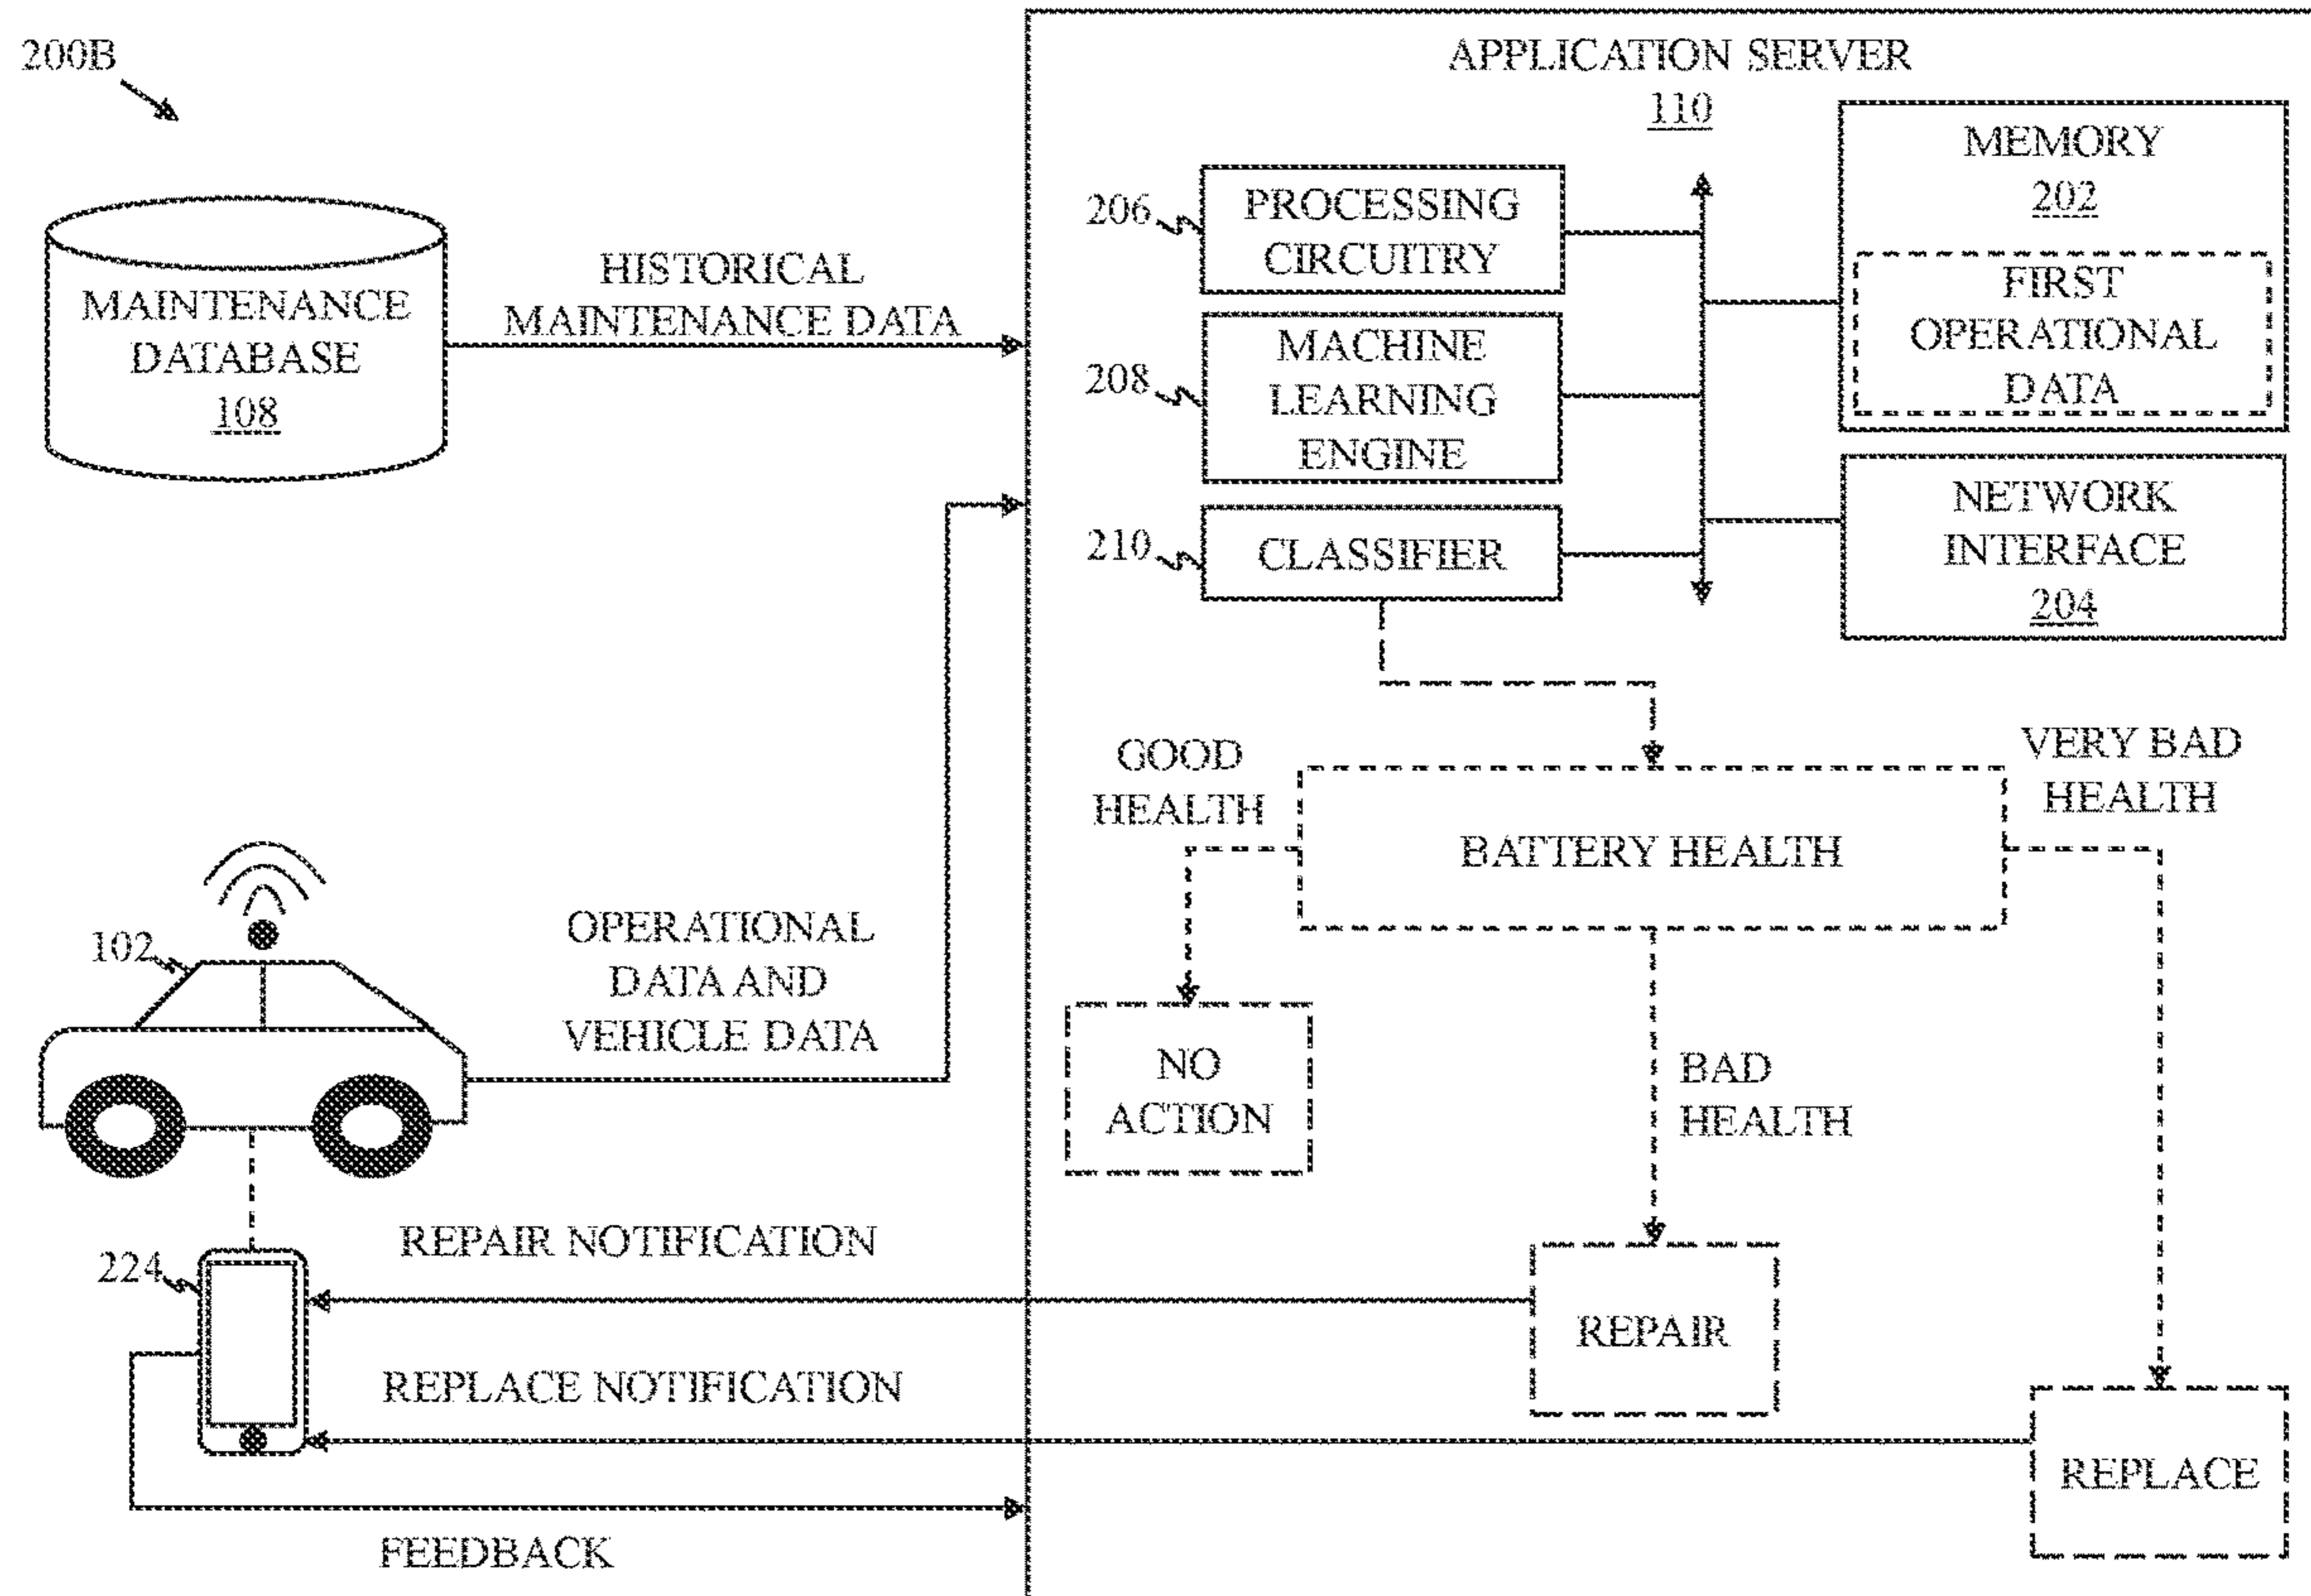 200B
APPLICATION SERVER
110
MEMORY
202
FIRST
OPERATIONAL
DATA
206
PROCESSING
CIRCUITRY
MAINTENANCE
DATABASE
108
HISTORICAL
MAINTENANCE DATA
208
MACHINE
LEARNING
ENGINE
NETWORK
INTERFACE
204
210
CLASSIFIER
GOOD
HEALTH
VERY BAD
HEALTH
BATTERY HEALTH
102
OPERATIONAL
DATA AND
VEHICLE DATA
NO
ACTION
BAD
HEALTH
224
REPAIR NOTIFICATION
REPAIR
REPLACE NOTIFICATION
REPLACE
FEEDBACK